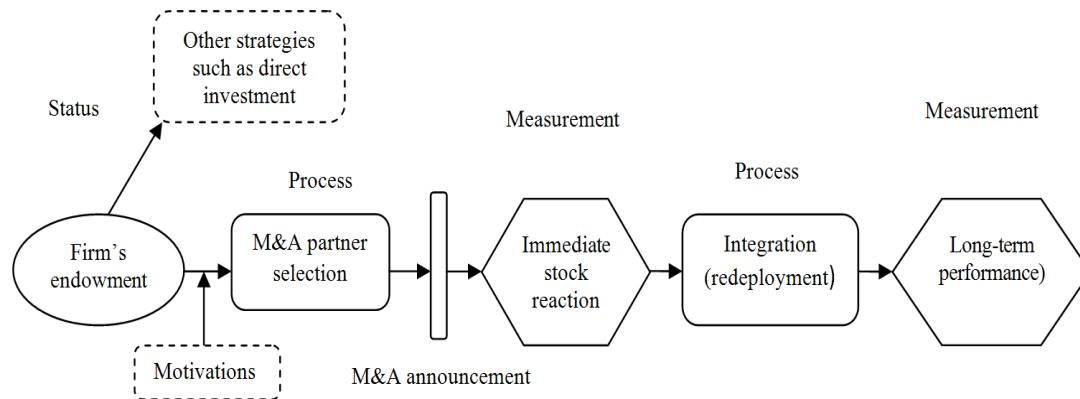 Other strategies
such as direct
investment
Status
Measurement
Measurement
Process
Process
Firm’s
endowment
M&A partner
selection
Immediate
stock
reaction
Integration
(redeployment)
Long-term
performance)
Motivations
M&A announcement